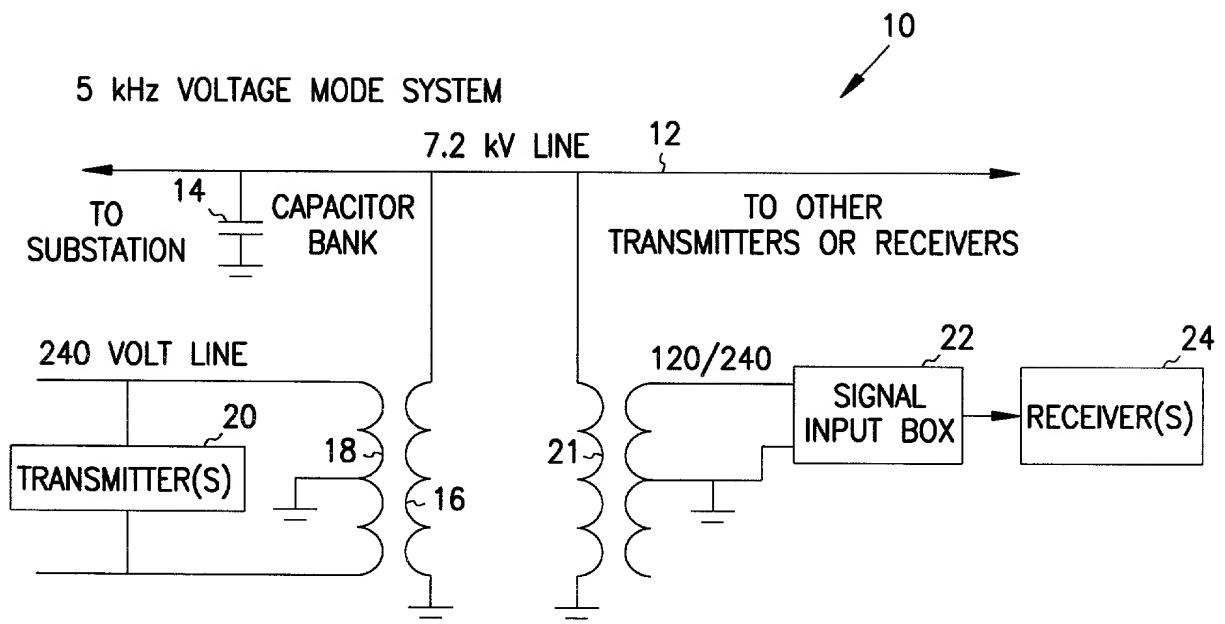 10
5 kHz VOLTAGE MODE SYSTEM
7.2 kV LINE
12
14
CAPACITOR
BANK
TO
SUBSTATION
TO OTHER
TRANSMITTERS OR RECEIVERS
240 VOLT LINE
120/240
22
24
SIGNAL
INPUT BOX
RECEIVER(S)
20
TRANSMITTER(S)
18
21
16